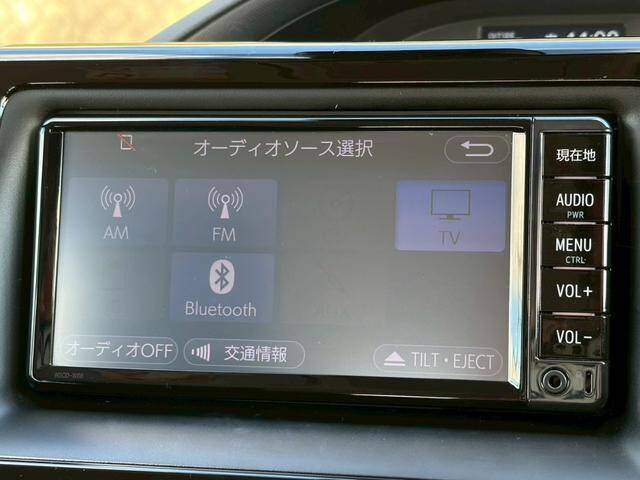 オーディオソース選択
AM
FM
TV
Bluetooth
AUX
オーディオOFF
交通情報
TILT・EJECT
現在地
AUDIO
PWR
MENU
CTRL
VOL+
VOL-